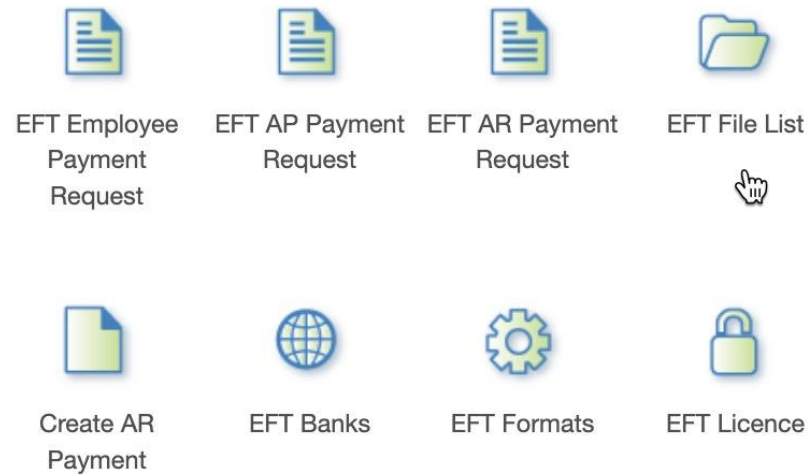 EFT Employee
Payment
Request
EFT AP Payment
Request
EFT AR Payment
Request
EFT File List
Create AR
Payment
EFT Banks
EFT Formats
EFT Licence